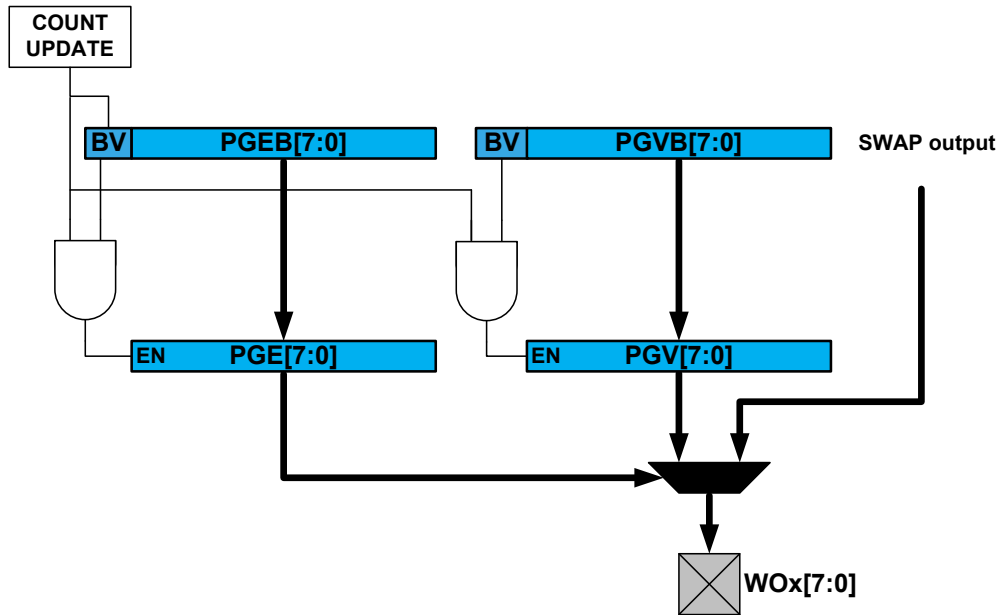 COUNT
UPDATE
BV PGEB[7:0]
BV PGVB[7:0]
SWAP output
EN PGE[7:0]
EN PGV[7:0]
WOx[7:0]